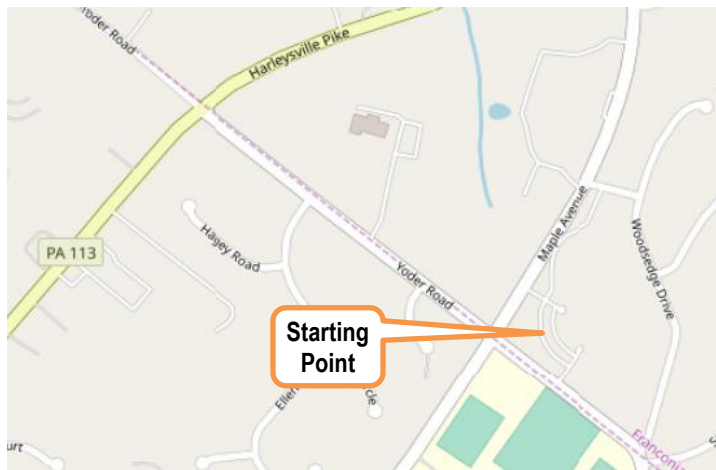 Yoder Road
Harleysville Pike
Maple Avenue
Hagey Road
PA 113
Woodsedge Drive
Yoder Road
Starting
Point